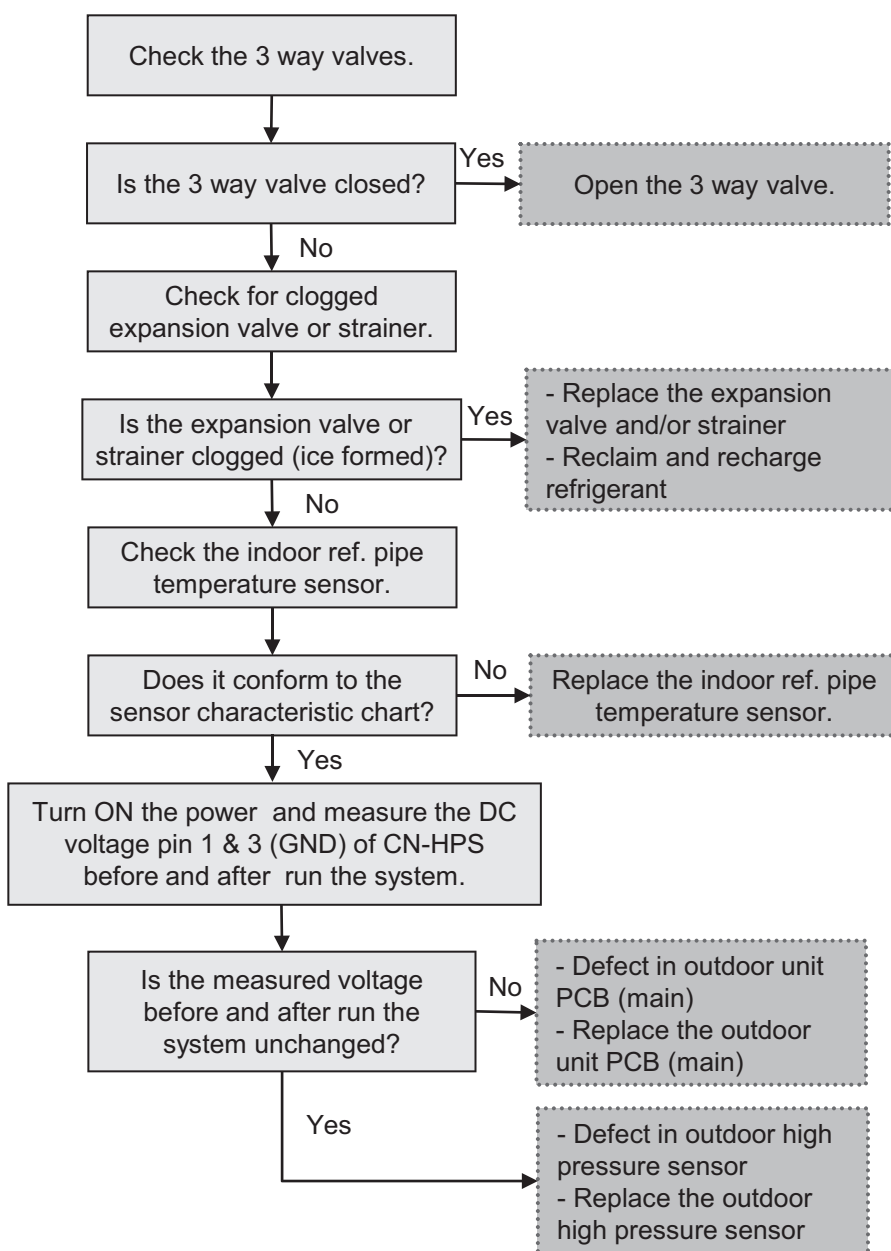 Check the 3 way valves.
Is the 3 way valve closed?
Yes
Open the 3 way valve.
No
Check for clogged
expansion valve or strainer.
Is the expansion valve or
strainer clogged (ice formed)?
Yes
- Replace the expansion
valve and/or strainer
- Reclaim and recharge
refrigerant
No
Check the indoor ref. pipe
temperature sensor.
Does it conform to the
sensor characteristic chart?
No
Replace the indoor ref. pipe
temperature sensor.
Yes
Turn ON the power and measure the DC
voltage pin 1 & 3 (GND) of CN-HPS
before and after run the system.
Is the measured voltage
before and after run the
system unchanged?
No
- Defect in outdoor unit
PCB (main)
- Replace the outdoor
unit PCB (main)
Yes
- Defect in outdoor high
pressure sensor
- Replace the outdoor
high pressure sensor